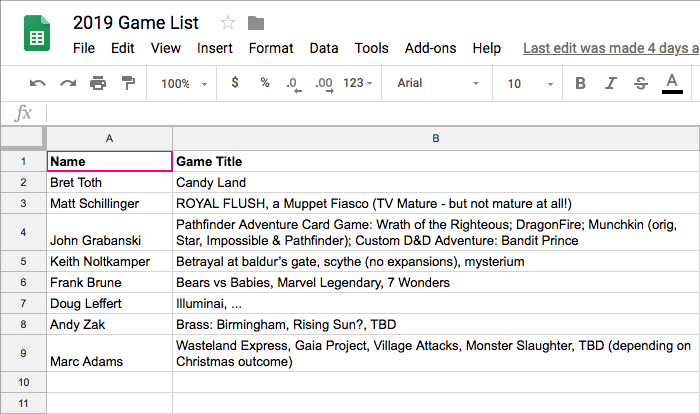 2019 Game List
File Edit View Insert Format Data Tools Add-ons Help Last edit was made 4 days a
100% $ % .0 .00 123 Arial 10 B I S A
fx
A B
1 Name Game Title
2 Bret Toth Candy Land
3 Matt Schillinger ROYAL FLUSH, a Muppet Fiasco (TV Mature - but not mature at all!)
Pathfinder Adventure Card Game: Wrath of the Righteous; DragonFire; Munchkin (orig,
4 John Grabanski Star, Impossible & Pathfinder); Custom D&D Adventure: Bandit Prince
5 Keith Noltkamper Betrayal at baldur's gate, scythe (no expansions), mysterium
6 Frank Brune Bears vs Babies, Marvel Legendary, 7 Wonders
7 Doug Leffert Illuminai, ...
8 Andy Zak Brass: Birmingham, Rising Sun?, TBD
Wasteland Express, Gaia Project, Village Attacks, Monster Slaughter, TBD (depending on
9 Marc Adams Christmas outcome)
10
11